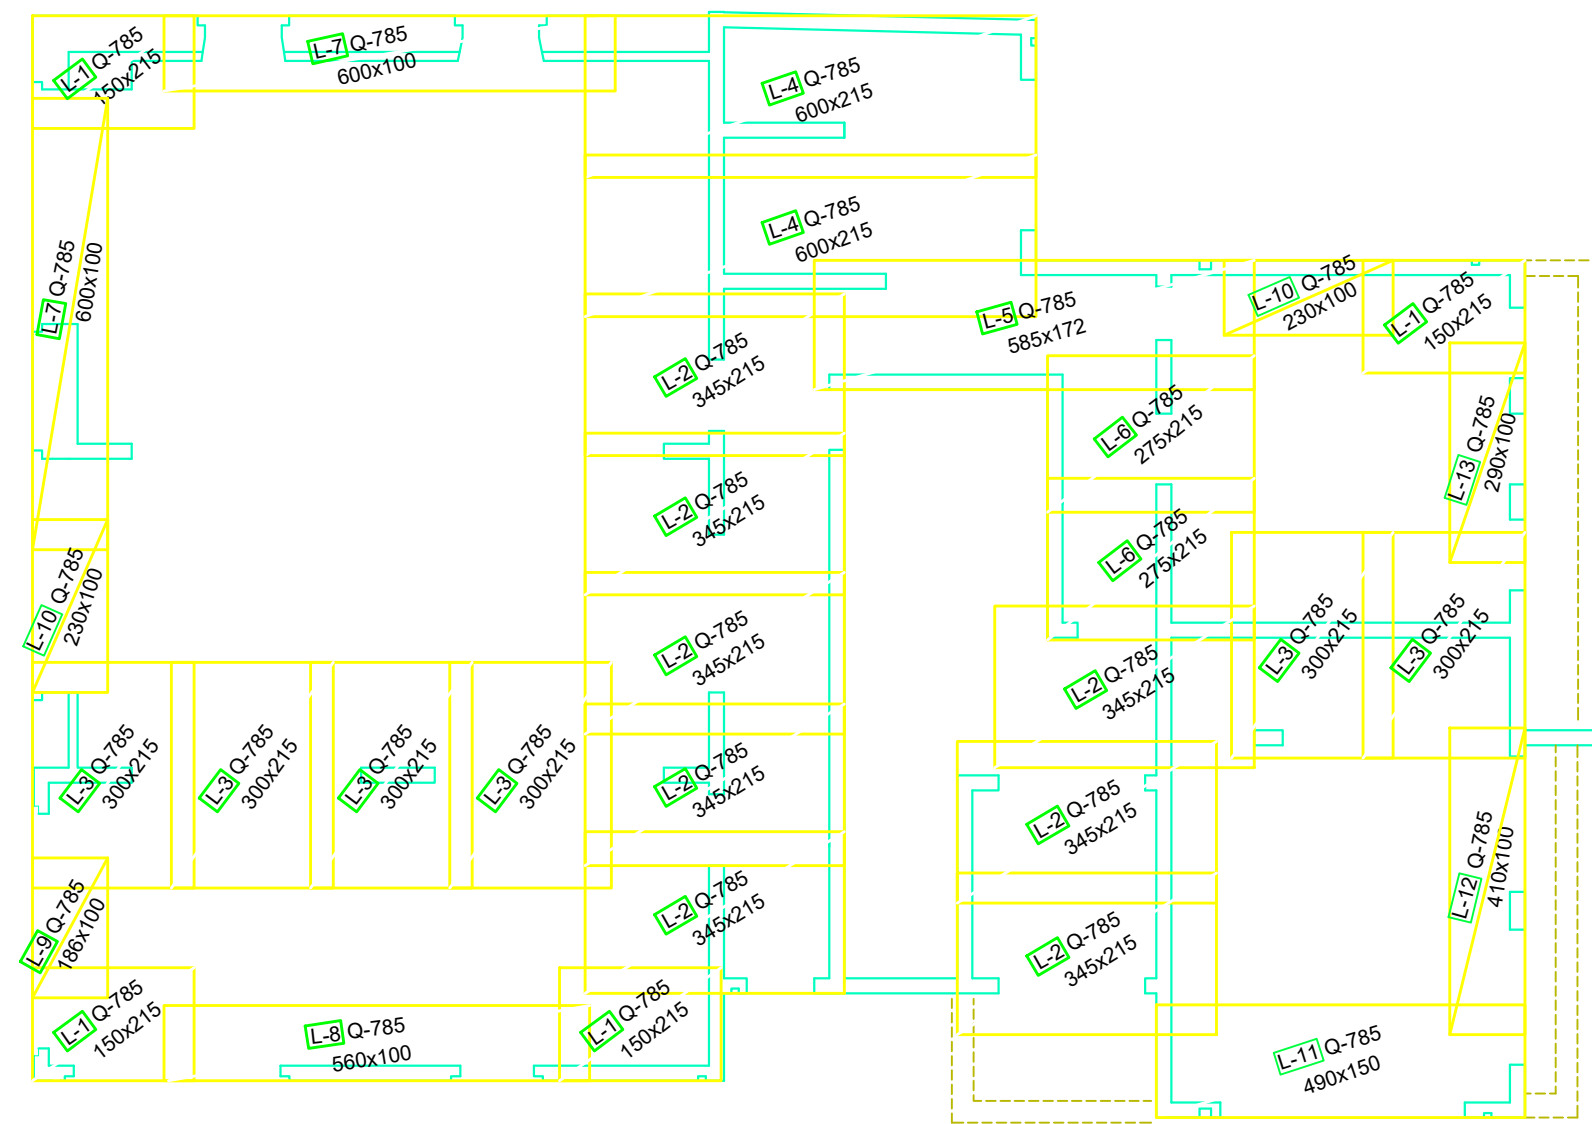 L-1 Q-785
150x215
L-7 Q-785
600x100
L-4 Q-785
600x215
L-4 Q-785
600x215
L-7 Q-785
600x100
L-5 Q-785
585x172
L-10 Q-785
230x100
L-1 Q-785
150x215
L-2 Q-785
345x215
L-6 Q-785
275x215
L-13 Q-785
290x100
L-2 Q-785
345x215
L-6 Q-785
275x215
L-10 Q-785
230x100
L-2 Q-785
345x215
L-2 Q-785
345x215
L-3 Q-785
300x215
L-3 Q-785
300x215
L-3 Q-785
300x215
L-3 Q-785
300x215
L-3 Q-785
300x215
L-3 Q-785
300x215
L-2 Q-785
345x215
L-2 Q-785
345x215
L-12 Q-785
410x100
L-9 Q-785
186x100
L-2 Q-785
345x215
L-2 Q-785
345x215
L-1 Q-785
150x215
L-8 Q-785
560x100
L-1 Q-785
150x215
L-11 Q-785
490x150